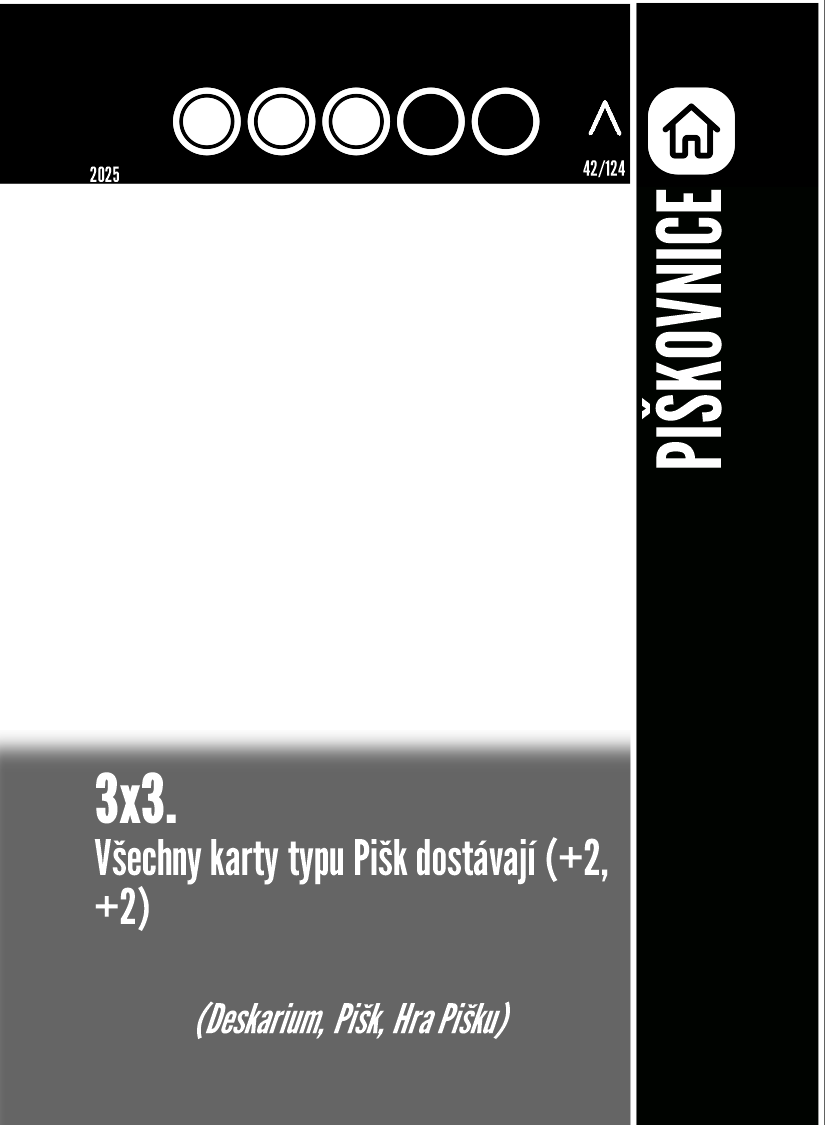 2025
42/124
PIŠKOVNICE
3x3.
Všechny karty typu Pišk dostávají (+2,
+2)
(Deskarium, Pišk, Hra Pišku)